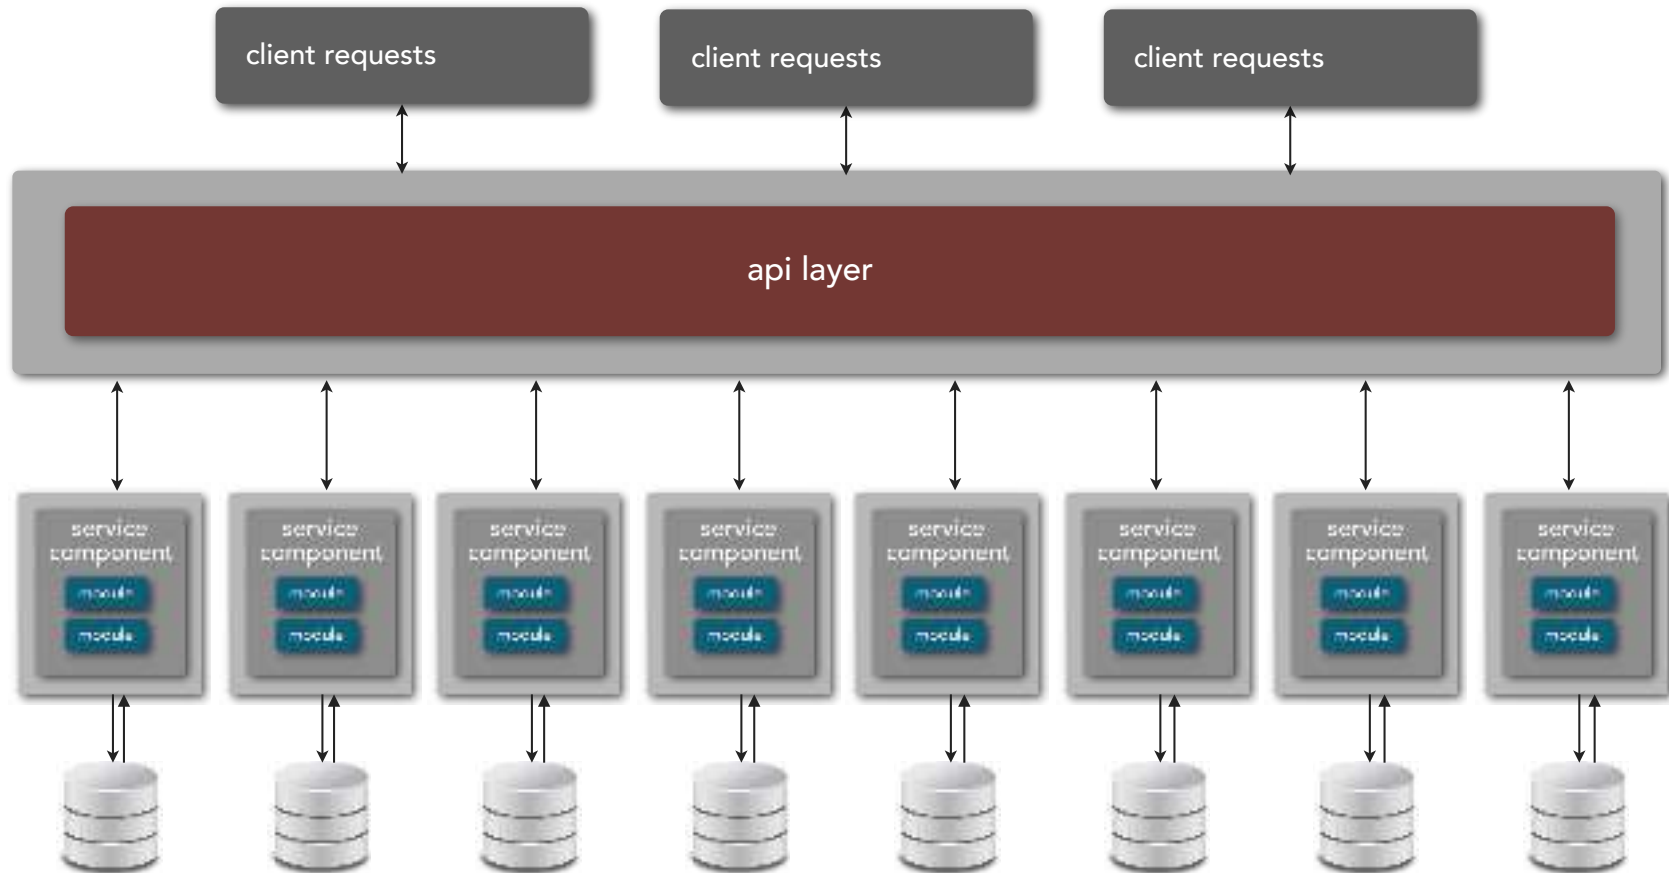 client requests
client requests
client requests
api layer
service
component
module
module
service
component
module
module
service
component
module
module
service
component
module
module
service
component
module
module
service
component
module
module
service
component
module
module
service
component
module
module